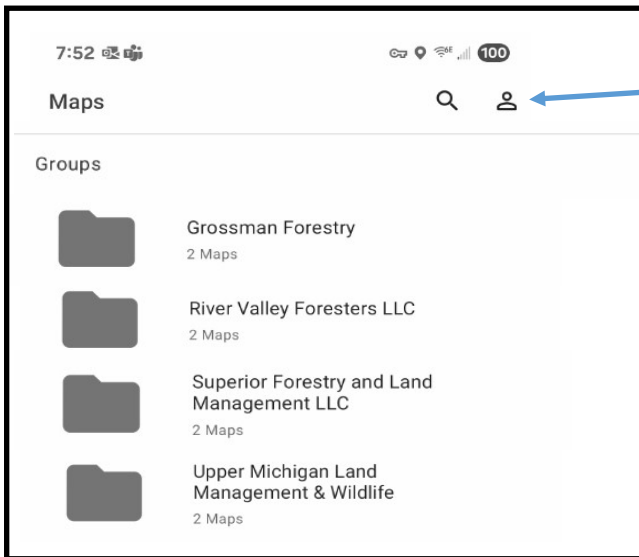 7:52
100
Maps
Groups
Grossman Forestry
2 Maps
River Valley Foresters LLC
2 Maps
Superior Forestry and Land
Management LLC
2 Maps
Upper Michigan Land
Management & Wildlife
2 Maps